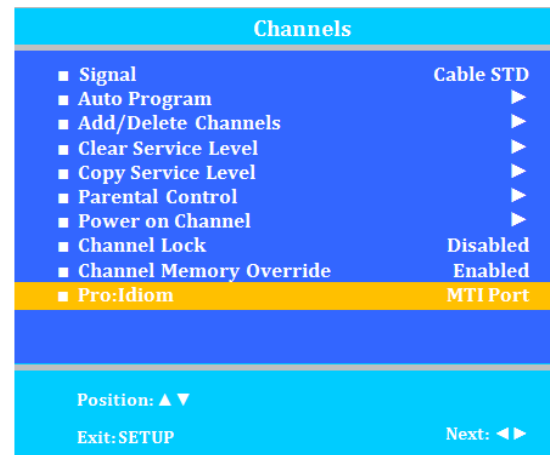 Channels
■ Signal Cable STD
■ Auto Program ▶
■ Add/Delete Channels ▶
■ Clear Service Level ▶
■ Copy Service Level ▶
■ Parental Control ▶
■ Power on Channel ▶
■ Channel Lock Disabled
■ Channel Memory Override Enabled
■ Pro:Idiom MTI Port
Position: ▲▼
Exit: SETUP Next: ◀▶